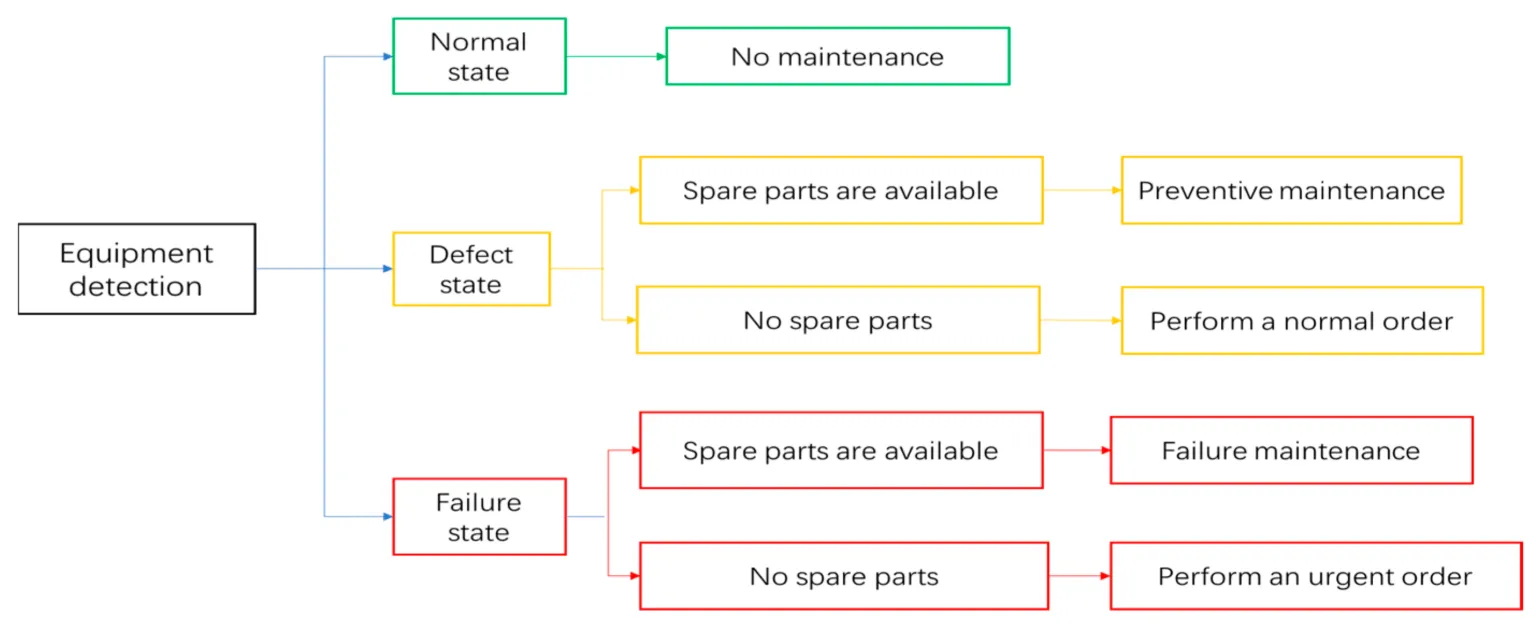 Normal
state
No maintenance
Spare parts are available
Preventive maintenance
Equipment
detection
Defect
state
No spare parts
Perform a normal order
Spare parts are available
Failure maintenance
Failure
state
No spare parts
Perform an urgent order